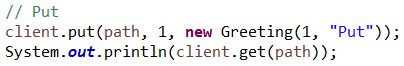 // Put
client.put(path, 1, new Greeting(1, "Put"));
System.out.println(client.get(path));